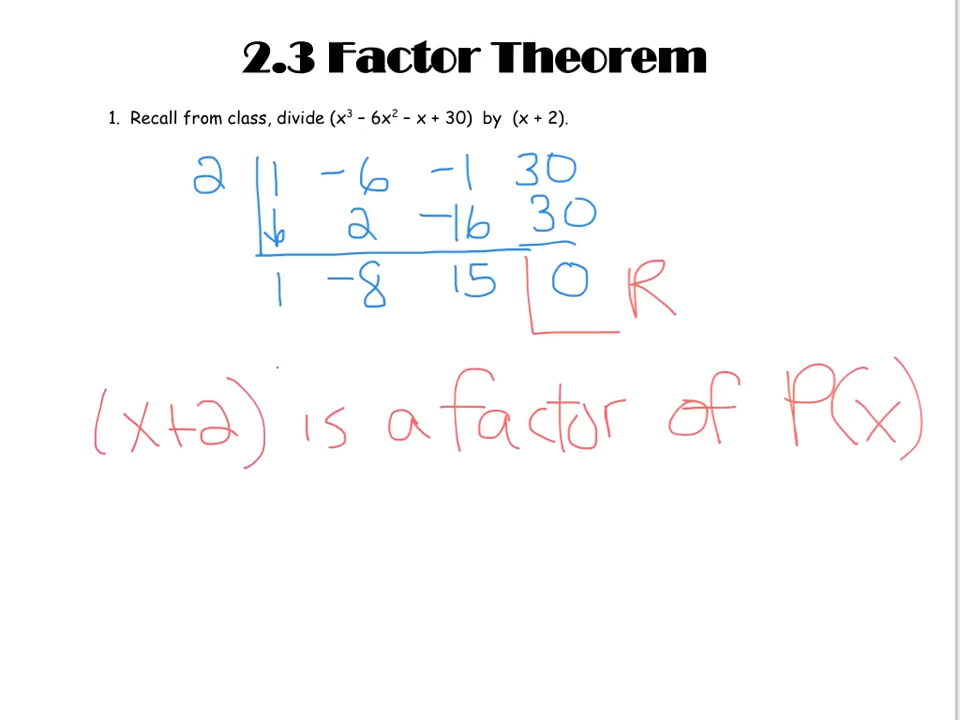 2.3 Factor Theorem
1. Recall from class, divide (x³ – 6x² – x + 30) by (x + 2).
2 | 1 -6 -1 30
↓ 2 -16 30
1 -8 15 0 R
(x+2) is a factor of P(x)